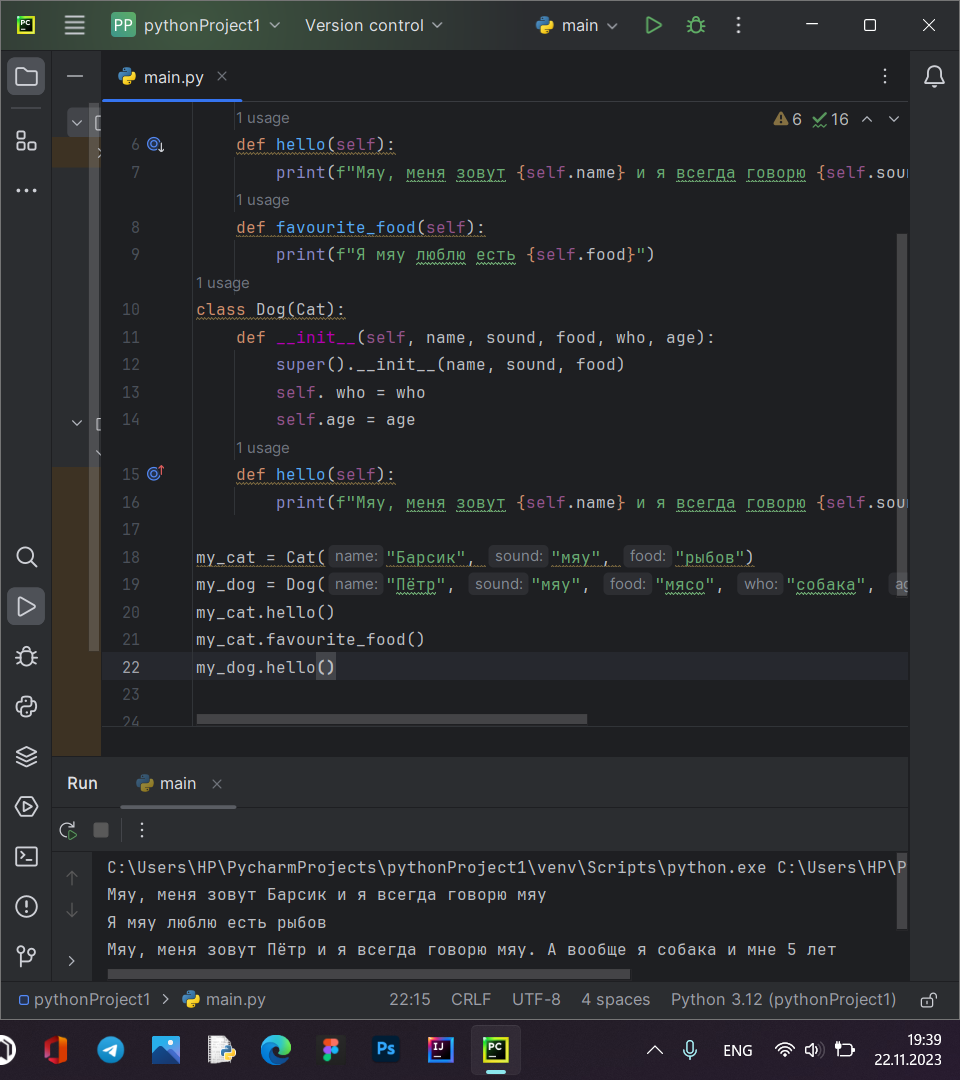 PC PP pythonProject1 Version control main
main.py
1 usage 6 16
6 def hello(self):
7 print(f"Мяу, меня зовут {self.name} и я всегда говорю {self.soun
1 usage
8 def favourite_food(self):
9 print(f"Я мяу люблю есть {self.food}")
1 usage
10 class Dog(Cat):
11 def __init__(self, name, sound, food, who, age):
12 super().__init__(name, sound, food)
13 self. who = who
14 self.age = age
1 usage
15 def hello(self):
16 print(f"Мяу, меня зовут {self.name} и я всегда говорю {self.soun
17
18 my_cat = Cat( name: "Барсик", sound: "мяу", food: "рыбов")
19 my_dog = Dog( name: "Пётр", sound: "мяу", food: "мясо", who: "собака", ag
20 my_cat.hello()
21 my_cat.favourite_food()
22 my_dog.hello()
23
24
Run main
C:\Users\HP\PycharmProjects\pythonProject1\venv\Scripts\python.exe C:\Users\HP\P
Мяу, меня зовут Барсик и я всегда говорю мяу
Я мяу люблю есть рыбов
Мяу, меня зовут Пётр и я всегда говорю мяу. А вообще я собака и мне 5 лет
pythonProject1 > main.py 22:15 CRLF UTF-8 4 spaces Python 3.12 (pythonProject1)
Ps IJ PC ENG 19:39
22.11.2023